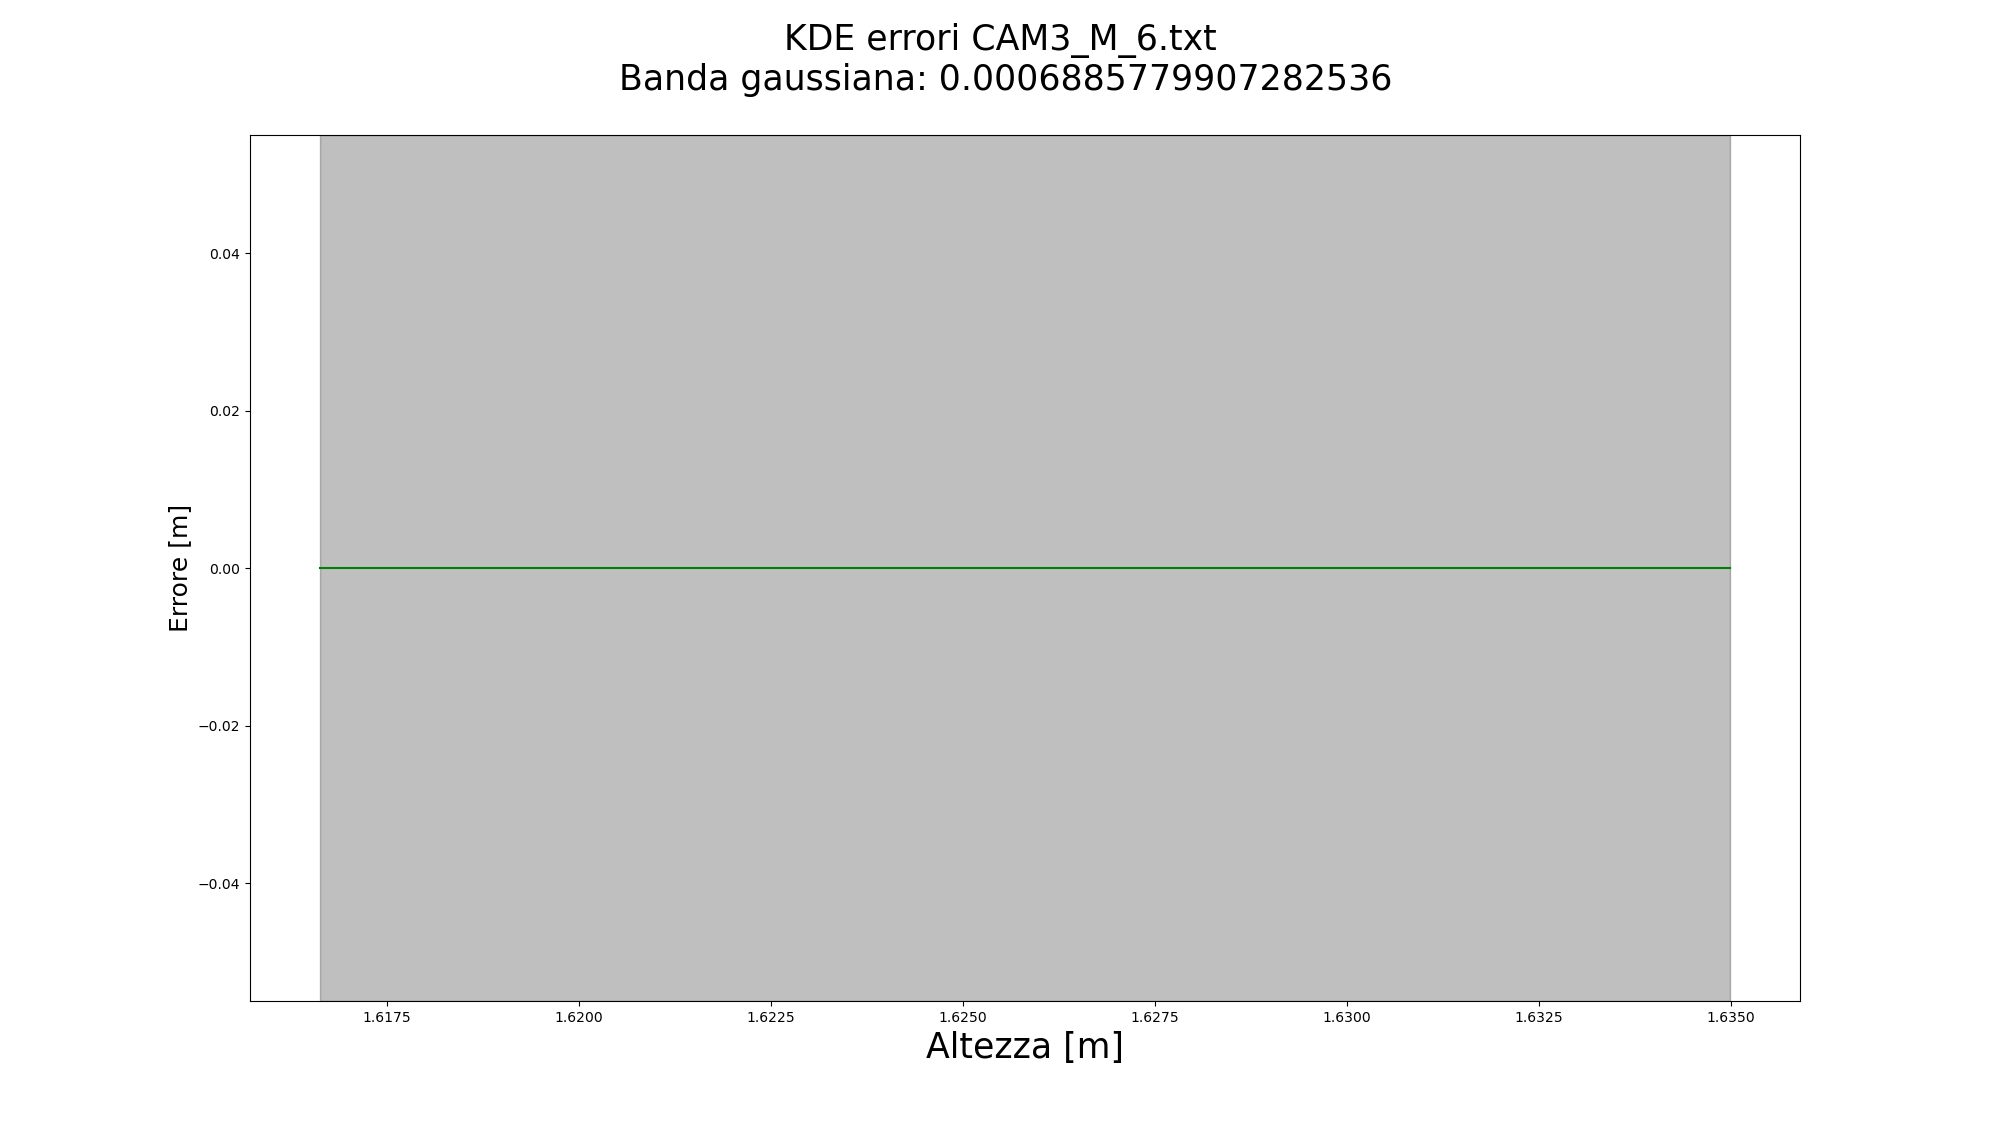 KDE errori CAM3_M_6.txt
Banda gaussiana: 0.0006885779907282536
0.04
0.02
0.00
−0.02
−0.04
Errore [m]
1.6175 1.6200 1.6225 1.6250 1.6275 1.6300 1.6325 1.6350
Altezza [m]